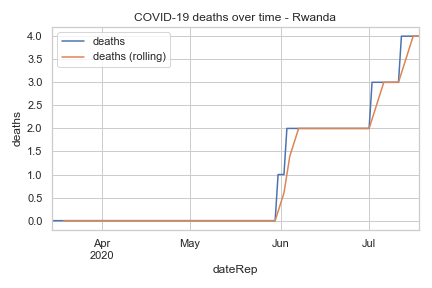 COVID-19 deaths over time - Rwanda
deaths
deaths (rolling)
4.0
3.5
3.0
2.5
2.0
1.5
1.0
0.5
0.0
deaths
Apr
2020
May
Jun
Jul
dateRep